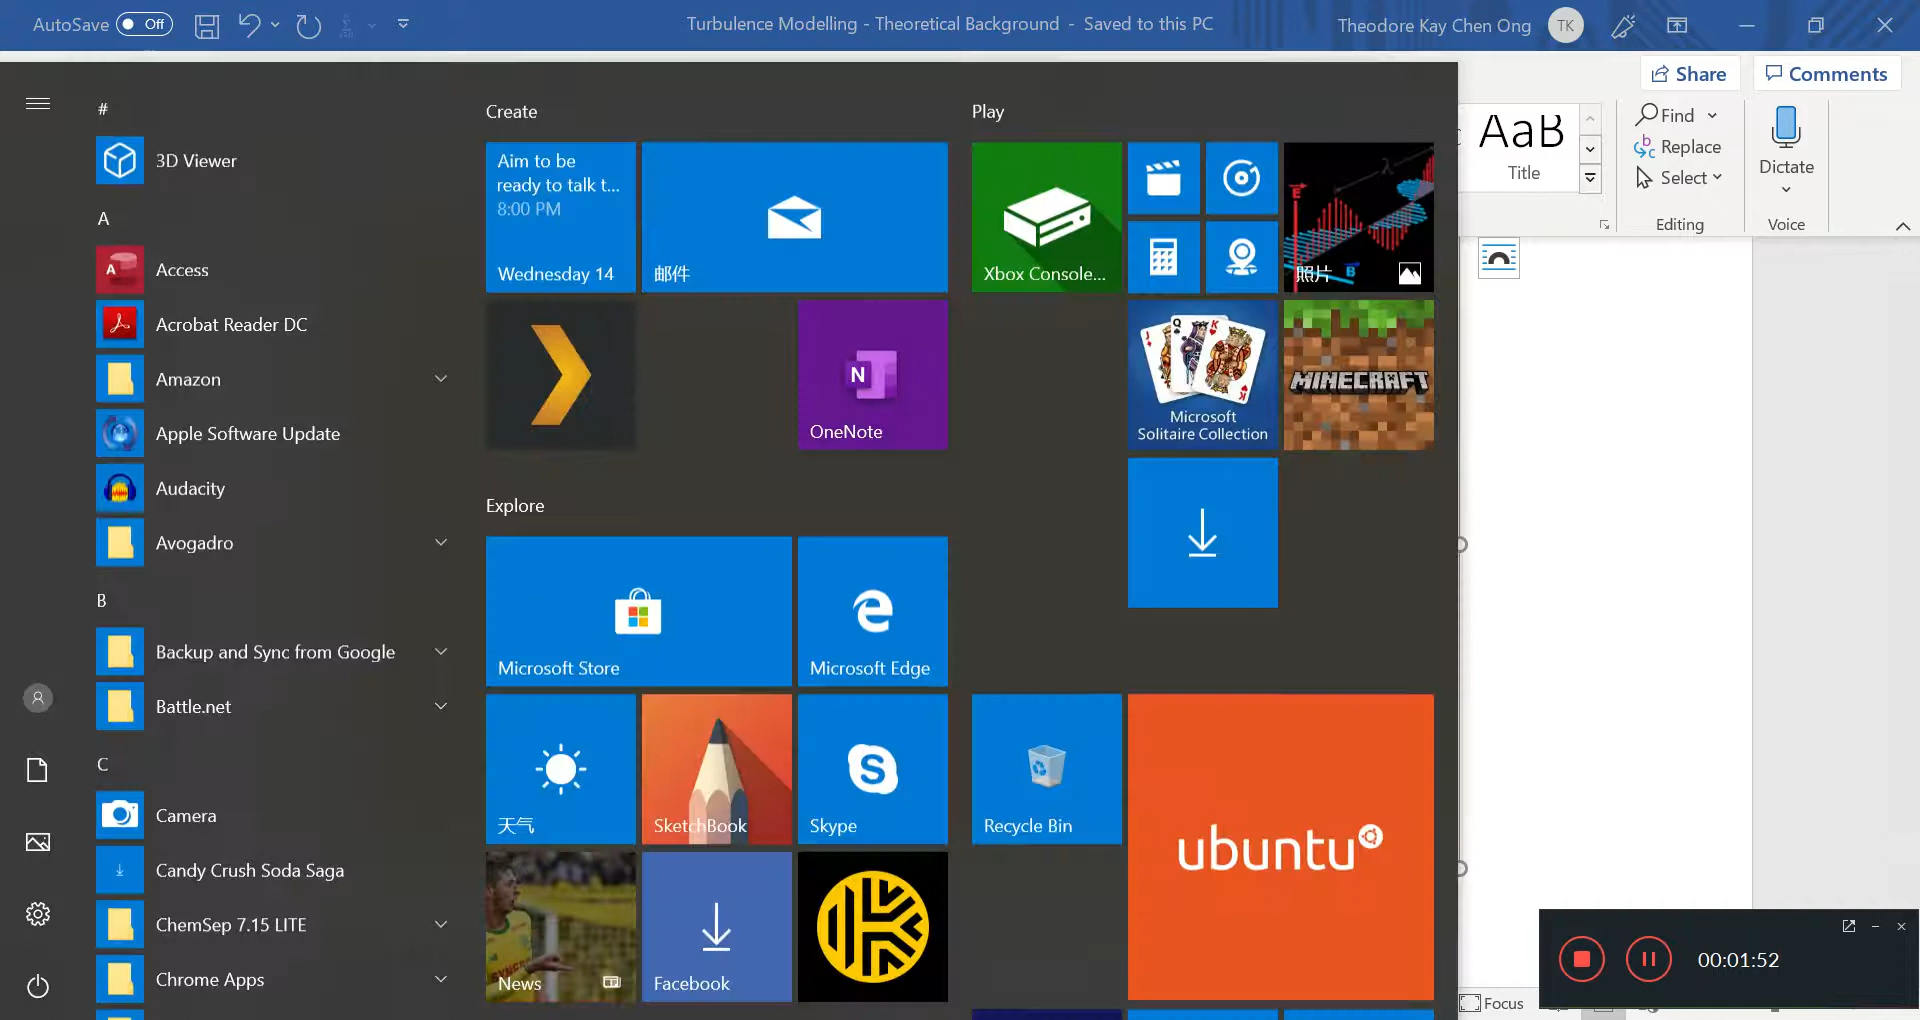 AutoSave Off
Turbulence Modelling - Theoretical Background - Saved to this PC
Theodore Kay Chen Ong
TK
Share
Comments
AaB
Title
Find
Replace
Select
Editing
Dictate
Voice
#
3D Viewer
A
Access
Acrobat Reader DC
Amazon
Apple Software Update
Audacity
Avogadro
B
Backup and Sync from Google
Battle.net
C
Camera
Candy Crush Soda Saga
ChemSep 7.15 LITE
Chrome Apps
Create
Aim to be
ready to talk t...
8:00 PM
Wednesday 14
邮件
OneNote
Explore
Microsoft Store
Microsoft Edge
天气
SketchBook
Skype
News
Facebook
Play
Xbox Console...
照片
Microsoft
Solitaire Collection
MINECRAFT
Recycle Bin
ubuntu
00:01:52
Focus